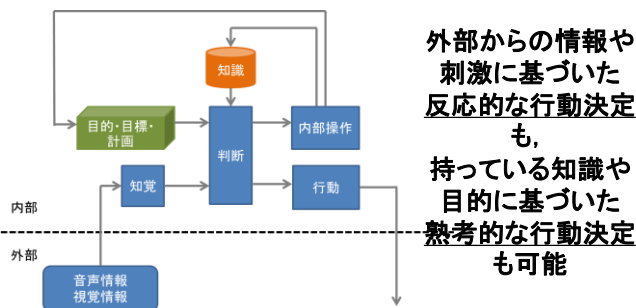 知識
目的・目標・
計画
判断
内部操作
知覚
行動
内部
外部
音声情報
視覚情報
外部からの情報や
刺激に基づいた
反応的な行動決定
も,
持っている知識や
目的に基づいた
熟考的な行動決定
も可能